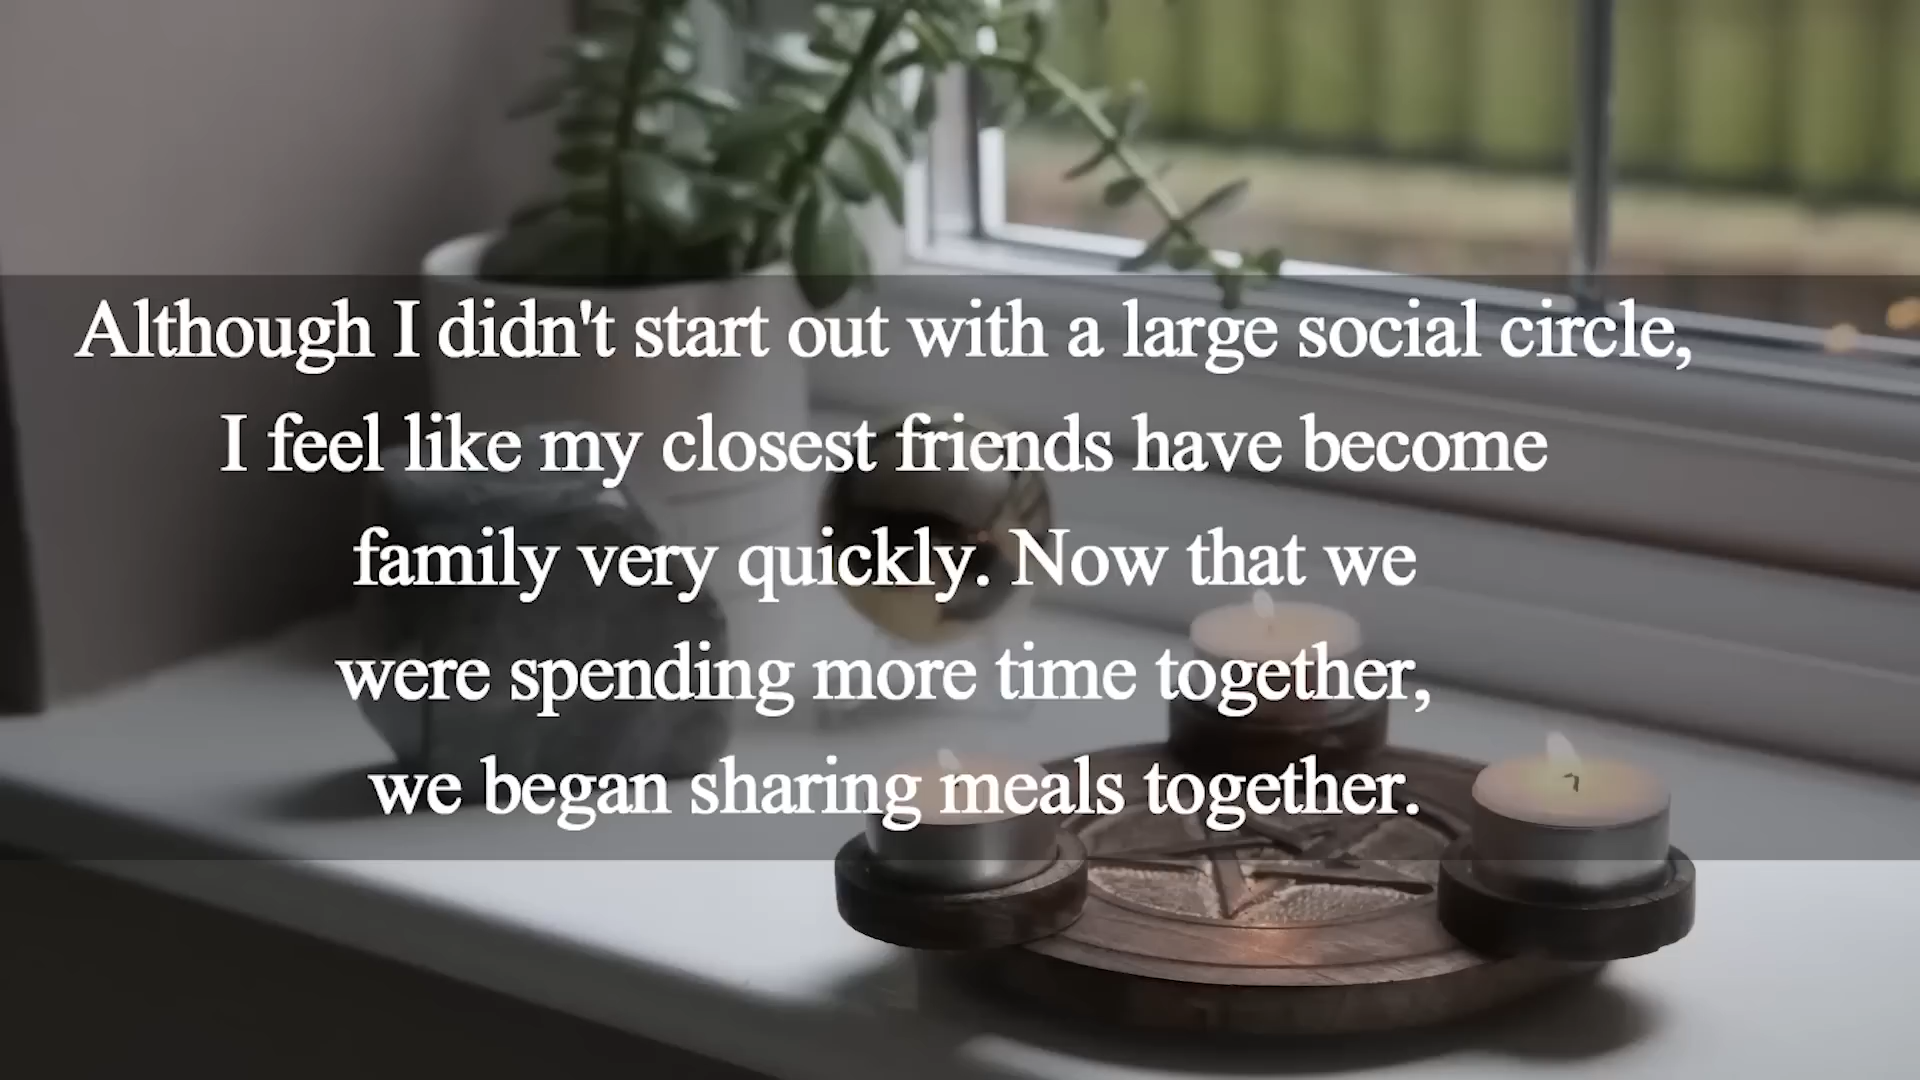 Although I didn't start out with a large social circle,
I feel like my closest friends have become
family very quickly. Now that we
were spending more time together,
we began sharing meals together.